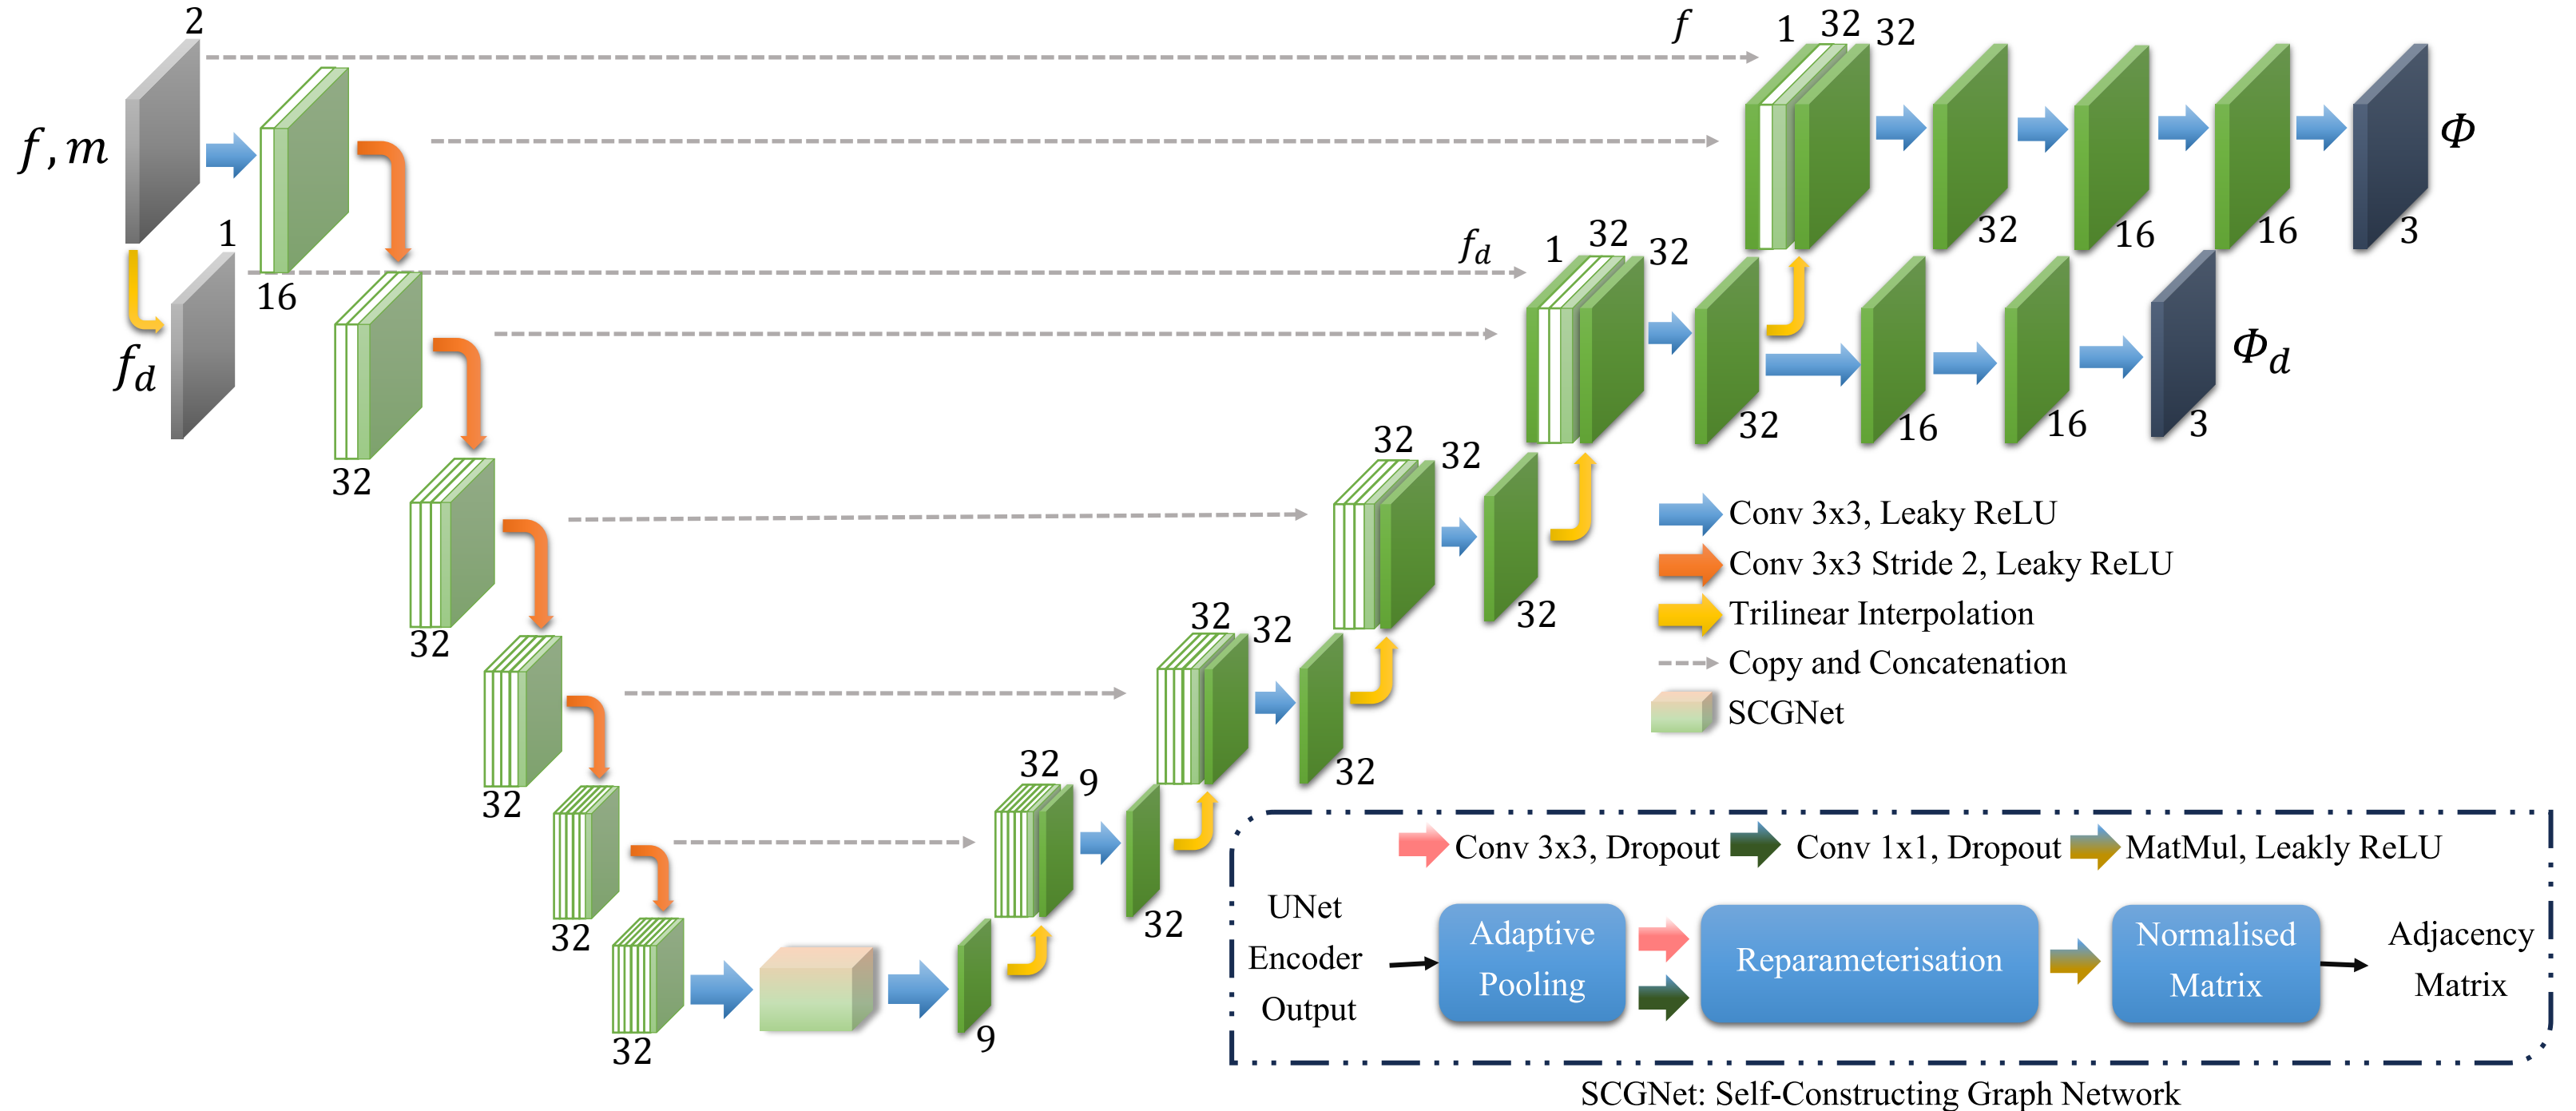 2
f
1
32
32
f, m
Φ
1
16
f_d
1
32
32
32
16
16
3
f_d
Φ_d
32
32
16
16
3
32
32
32
32
32
32
32
32
32
32
9
32
32
32
9
Conv 3x3, Leaky ReLU
Conv 3x3 Stride 2, Leaky ReLU
Trilinear Interpolation
Copy and Concatenation
SCGNet
Conv 3x3, Dropout
Conv 1x1, Dropout
MatMul, Leakly ReLU
UNet
Encoder
Output
Adaptive
Pooling
Reparameterisation
Normalised
Matrix
Adjacency
Matrix
SCGNet: Self-Constructing Graph Network